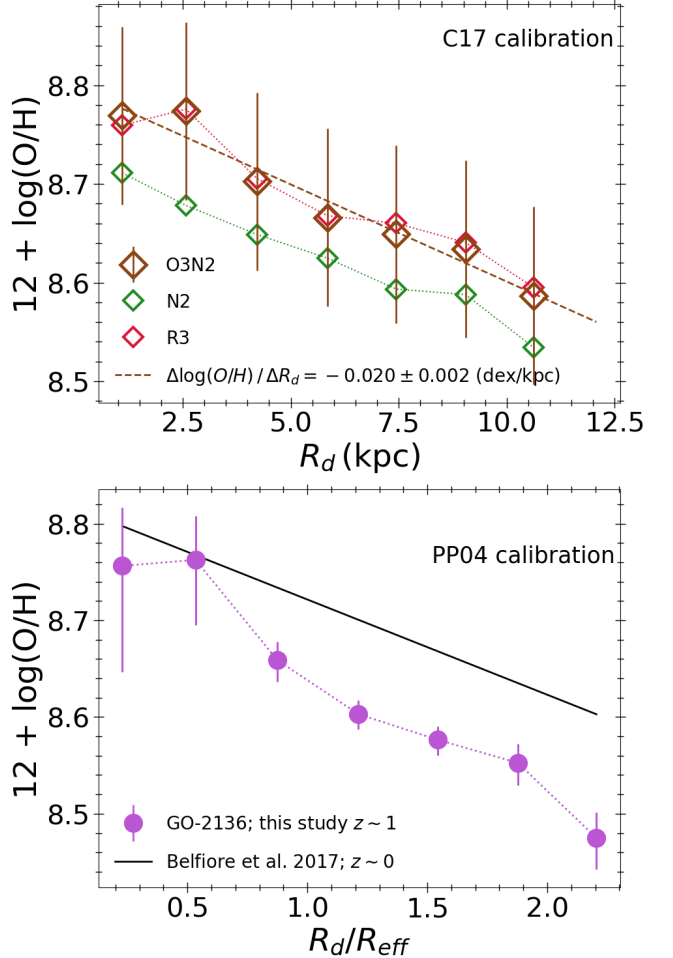 C17 calibration
12 + log(O/H)
8.8
8.7
8.6
8.5
O3N2
N2
R3
Δlog(O/H) / ΔR_d = − 0.020 ± 0.002 (dex/kpc)
2.5 5.0 7.5 10.0 12.5
R_d (kpc)
PP04 calibration
12 + log(O/H)
8.8
8.7
8.6
8.5
GO-2136; this study z ~ 1
Belfiore et al. 2017; z ~ 0
0.5 1.0 1.5 2.0
R_d/R_eff